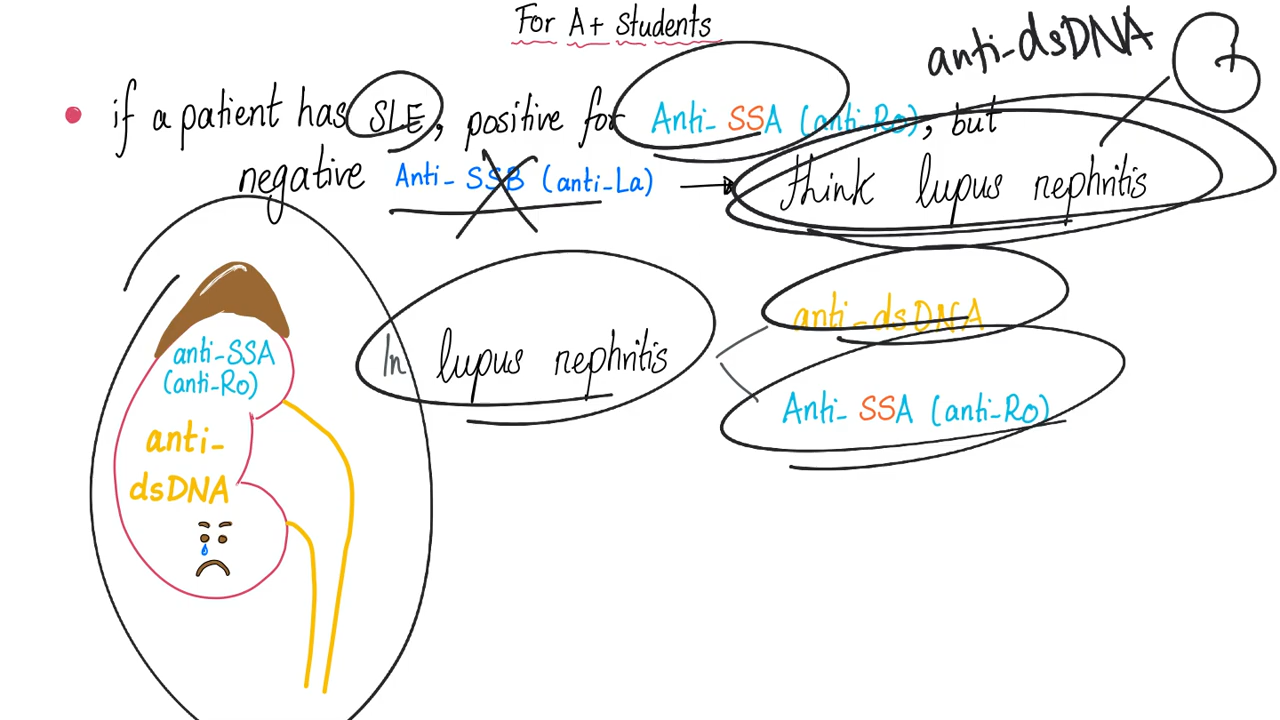 For A+ Students
anti-dsDNA +
if a patient has SLE, positive for Anti-SSA (anti-Ro), but
negative Anti-SSB (anti-La) → think lupus nephritis
In lupus nephritis
anti-dsDNA
Anti-SSA (anti-Ro)
anti-SSA
(anti-Ro)
anti-
dsDNA